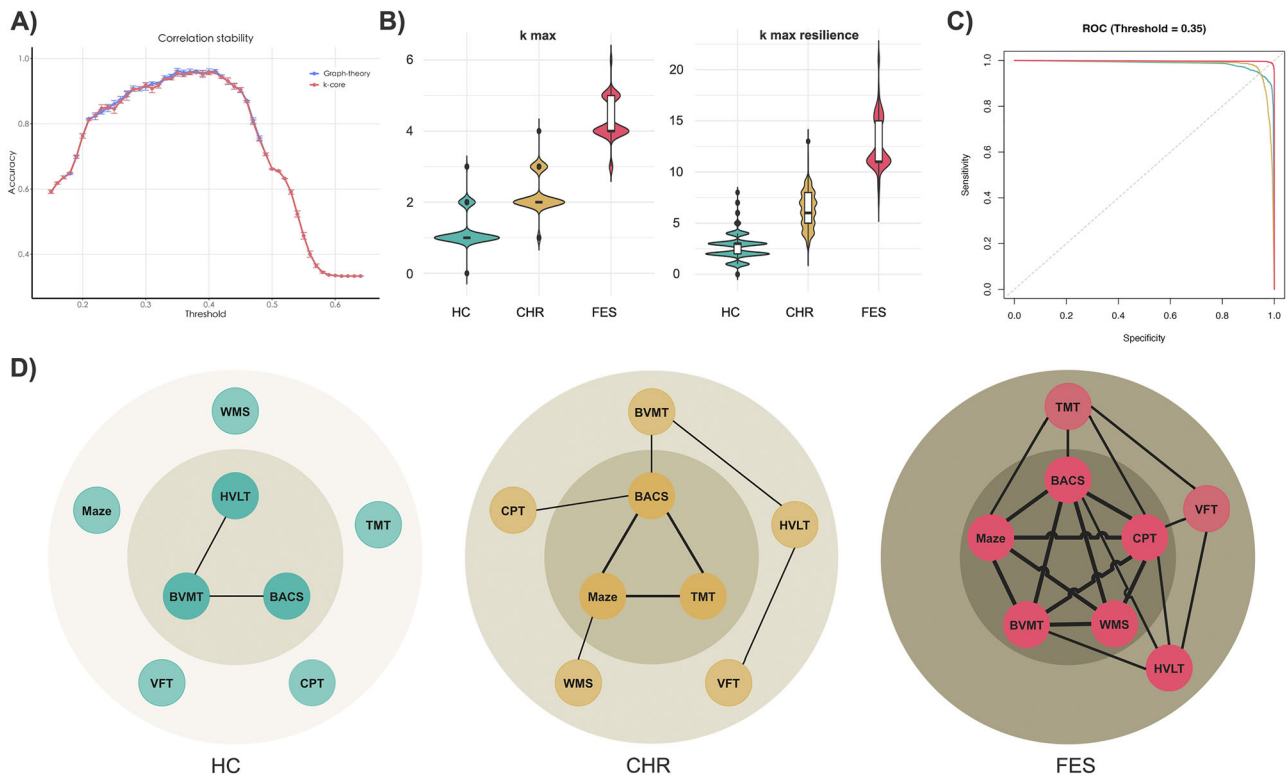 A)
Correlation stability
1.0
0.8
0.6
0.4
Accuracy
0.2
0.3
0.4
0.5
0.6
Threshold
Graph-theory
k-core
B)
k max
6
4
2
0
HC
CHR
FES
k max resilience
20
15
10
5
0
HC
CHR
FES
C)
ROC (Threshold = 0.35)
1.0
0.8
0.6
0.4
0.2
0.0
Sensitivity
0.0
0.2
0.4
0.6
0.8
1.0
Specificity
D)
WMS
HVLT
Maze
TMT
BVMT
BACS
VFT
CPT
HC
BVMT
BACS
CPT
HVLT
Maze
TMT
WMS
VFT
CHR
TMT
BACS
VFT
Maze
CPT
BVMT
WMS
HVLT
FES